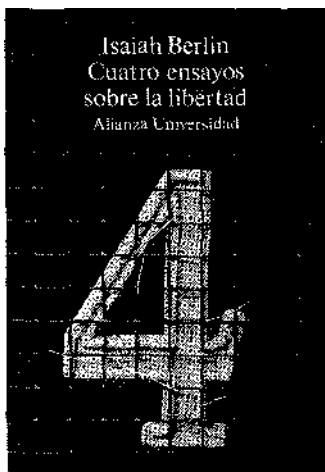 Isaiah Berlin
Cuatro ensayos
sobre la libertad
Alianza Universidad
4